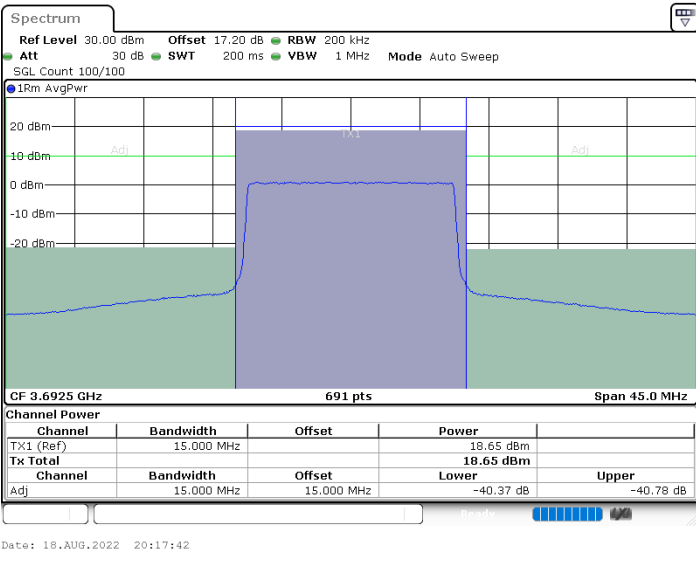 Spectrum
Ref Level 30.00 dBm Offset 17.20 dB RBW 200 kHz
Att 30 dB SWT 200 ms VBW 1 MHz Mode Auto Sweep
SGL Count 100/100
1Rm AvgPwr
20 dBm
TX1
Adj Adj
10 dBm
0 dBm
-10 dBm
-20 dBm
CF 3.6925 GHz 691 pts Span 45.0 MHz
Channel Power
Channel Bandwidth Offset Power
TX1 (Ref) 15.000 MHz 18.65 dBm
Tx Total 18.65 dBm
Channel Bandwidth Offset Lower Upper
Adj 15.000 MHz 15.000 MHz -40.37 dB -40.78 dB
Ready
Date: 18.AUG.2022 20:17:42